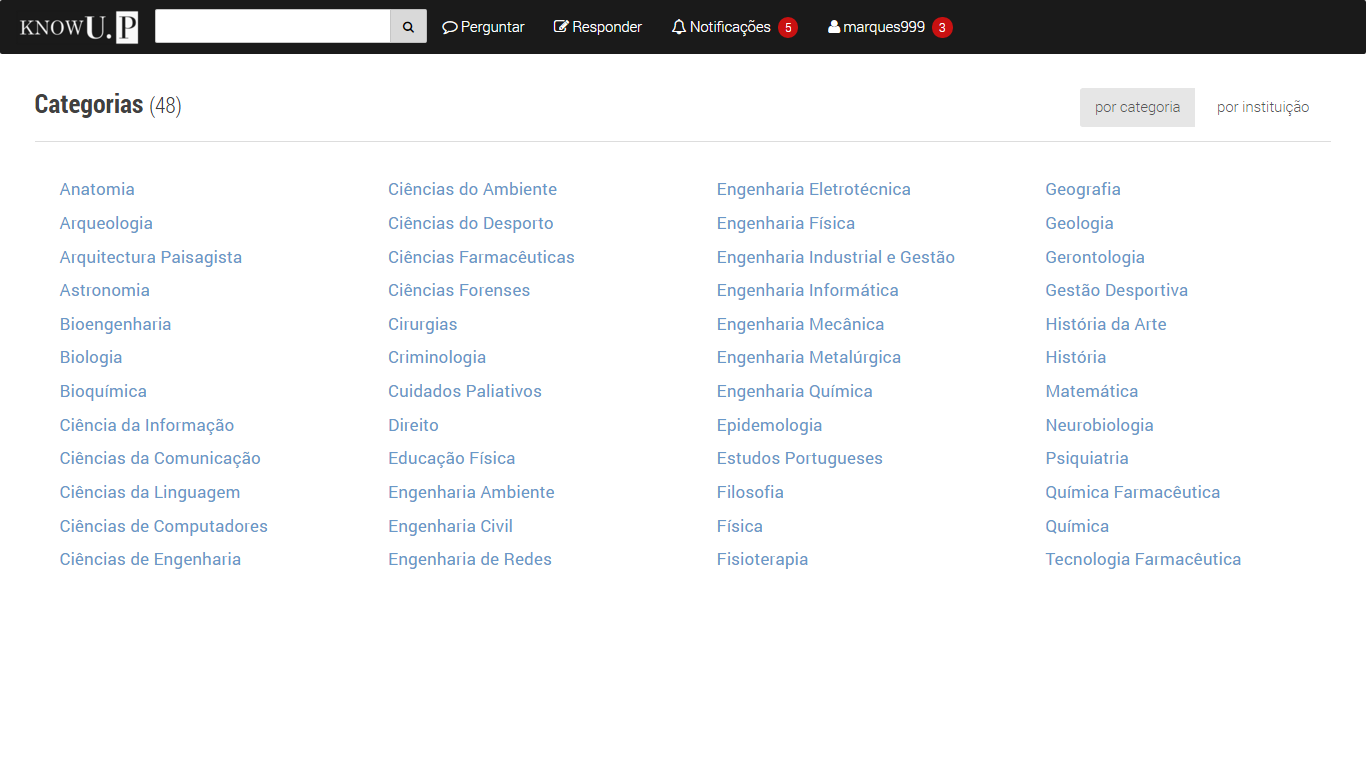 KNOW U.P Perguntar Responder Notificações 5 marques999 3
Categorias (48) por categoria por instituição
Anatomia Ciências do Ambiente Engenharia Eletrotécnica Geografia
Arqueologia Ciências do Desporto Engenharia Física Geologia
Arquitectura Paisagista Ciências Farmacêuticas Engenharia Industrial e Gestão Gerontologia
Astronomia Ciências Forenses Engenharia Informática Gestão Desportiva
Bioengenharia Cirurgias Engenharia Mecânica História da Arte
Biologia Criminologia Engenharia Metalúrgica História
Bioquímica Cuidados Paliativos Engenharia Química Matemática
Ciência da Informação Direito Epidemologia Neurobiologia
Ciências da Comunicação Educação Física Estudos Portugueses Psiquiatria
Ciências da Linguagem Engenharia Ambiente Filosofia Química Farmacêutica
Ciências de Computadores Engenharia Civil Física Química
Ciências de Engenharia Engenharia de Redes Fisioterapia Tecnologia Farmacêutica